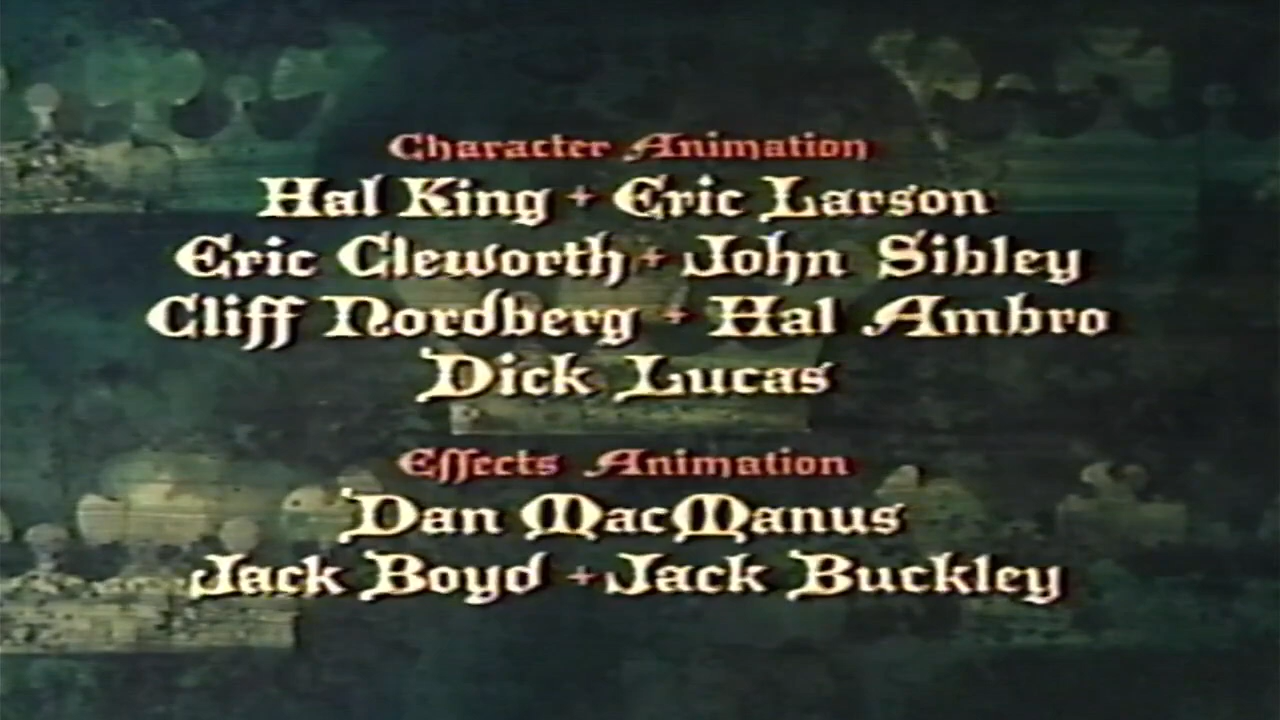 Character Animation
Hal King + Eric Larson
Eric Cleworth + John Sibley
Cliff Nordberg + Hal Ambro
Dick Lucas
Effects Animation
Dan MacManus
Jack Boyd + Jack Buckley